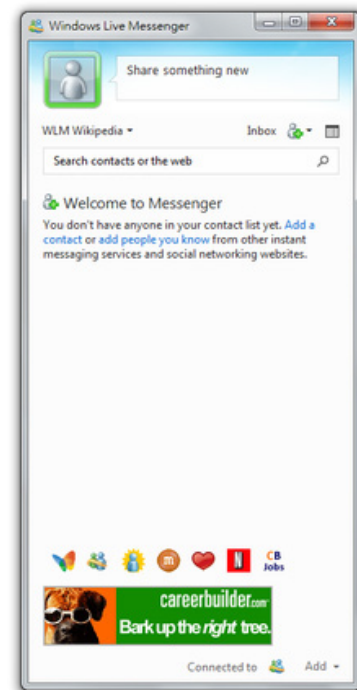 Windows Live Messenger
Share something new
WLM Wikipedia
Inbox
Search contacts or the web
Welcome to Messenger
You don't have anyone in your contact list yet. Add a
contact or add people you know from other instant
messaging services and social networking websites.
m
N
CB
Jobs
careerbuilder.com
Bark up the right tree.
Connected to
Add